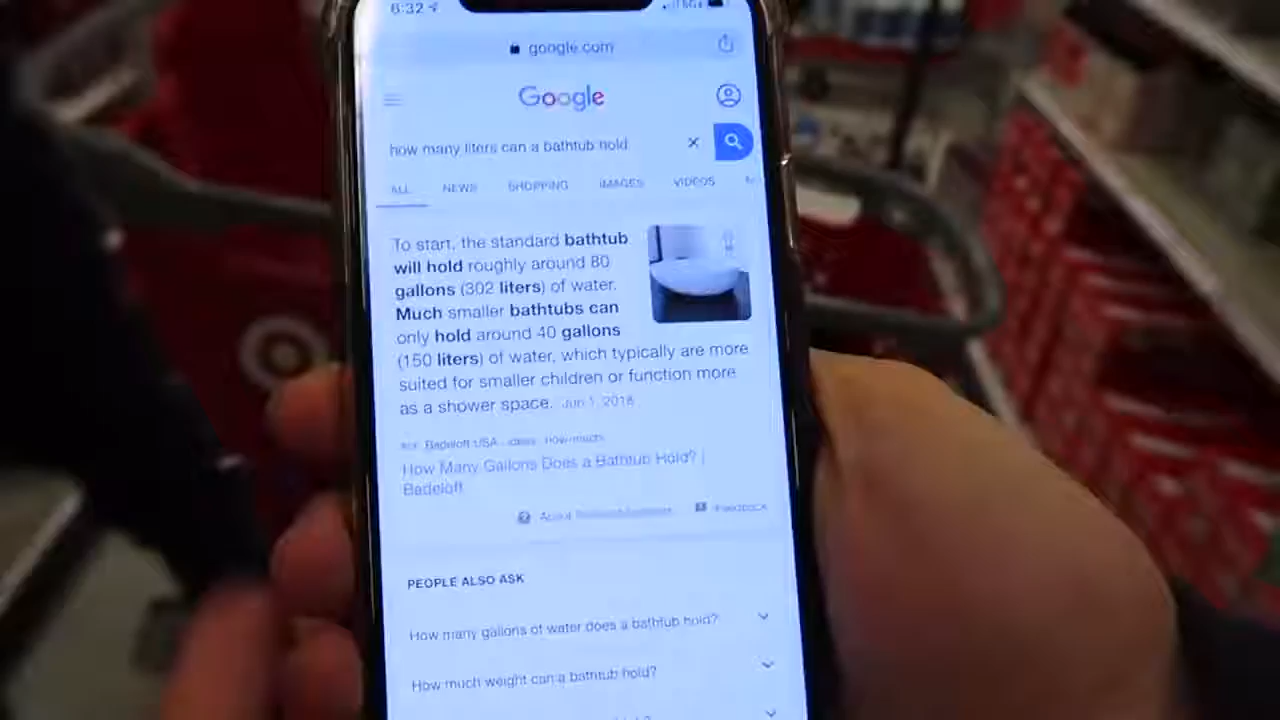 6:32
google.com
Google
how many liters can a bathtub hold
ALL NEWS SHOPPING IMAGES VIDEOS
To start, the standard bathtub
will hold roughly around 80
gallons (302 liters) of water.
Much smaller bathtubs can
only hold around 40 gallons
(150 liters) of water, which typically are more
suited for smaller children or function more
as a shower space. Jun 1, 2018
Badeloft USA
How Many Gallons Does a Bathtub Hold? |
Badeloft
About Feedback
PEOPLE ALSO ASK
How many gallons of water does a bathtub hold?
How much weight can a bathtub hold?